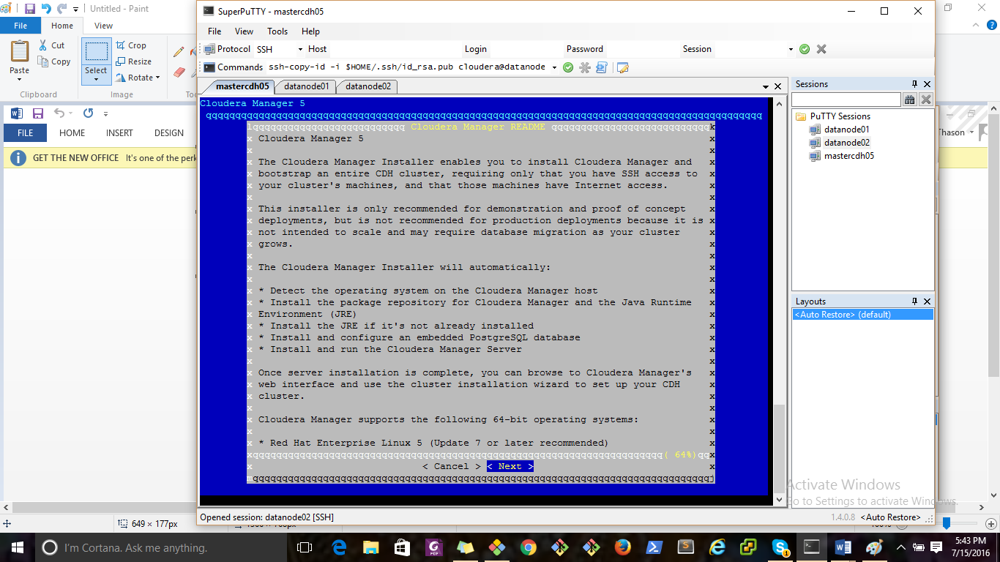 Untitled - Paint
File
Home
View
Paste
Cut
Copy
Clipboard
Select
Crop
Resize
Rotate
Image
FILE
HOME
INSERT
DESIGN
GET THE NEW OFFICE It's one of the perk
SuperPuTTY - mastercdh05
File View Tools Help
Protocol SSH Host Login Password Session
Commands ssh-copy-id -i $HOME/.ssh/id_rsa.pub cloudera@datanode
mastercdh05 datanode01 datanode02
Cloudera Manager 5
Cloudera Manager README
Cloudera Manager 5
The Cloudera Manager Installer enables you to install Cloudera Manager and
bootstrap an entire CDH cluster, requiring only that you have SSH access to
your cluster's machines, and that those machines have Internet access.
This installer is only recommended for demonstration and proof of concept
deployments, but is not recommended for production deployments because it is
not intended to scale and may require database migration as your cluster
grows.
The Cloudera Manager Installer will automatically:
* Detect the operating system on the Cloudera Manager host
* Install the package repository for Cloudera Manager and the Java Runtime
Environment (JRE)
* Install the JRE if it's not already installed
* Install and configure an embedded PostgreSQL database
* Install and run the Cloudera Manager Server
Once server installation is complete, you can browse to Cloudera Manager's
web interface and use the cluster installation wizard to set up your CDH
cluster.
Cloudera Manager supports the following 64-bit operating systems:
* Red Hat Enterprise Linux 5 (Update 7 or later recommended)
( 64%)
< Cancel > < Next >
Sessions
PuTTY Sessions
datanode01
datanode02
mastercdh05
Layouts
<Auto Restore> (default)
Thason
Activate Windows
Go to Settings to activate Windows.
Opened session: datanode02 [SSH]
1.4.0.8 <Auto Restore>
649 × 177px
I'm Cortana. Ask me anything.
5:43 PM
7/15/2016